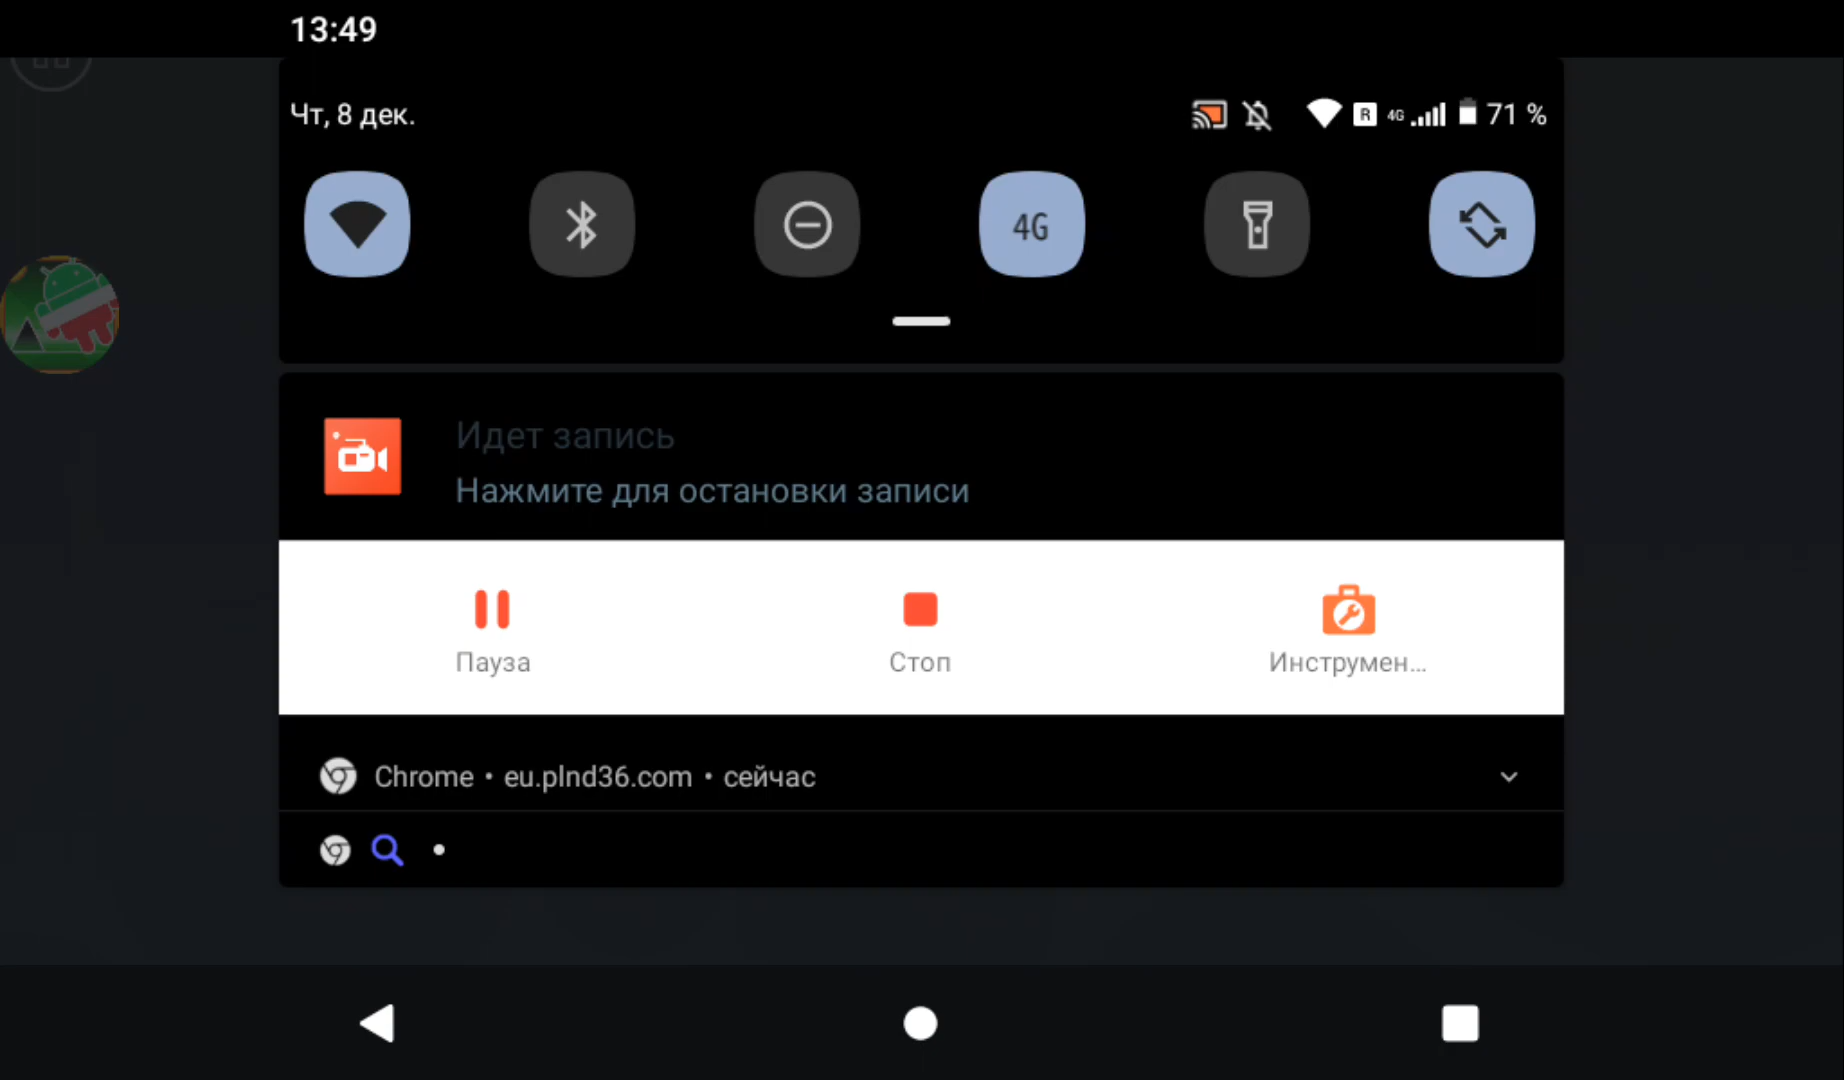 13:49
Чт, 8 дек.
R 4G 71 %
4G
Идет запись
Нажмите для остановки записи
Пауза
Стоп
Инструмен...
Chrome • eu.plnd36.com • сейчас